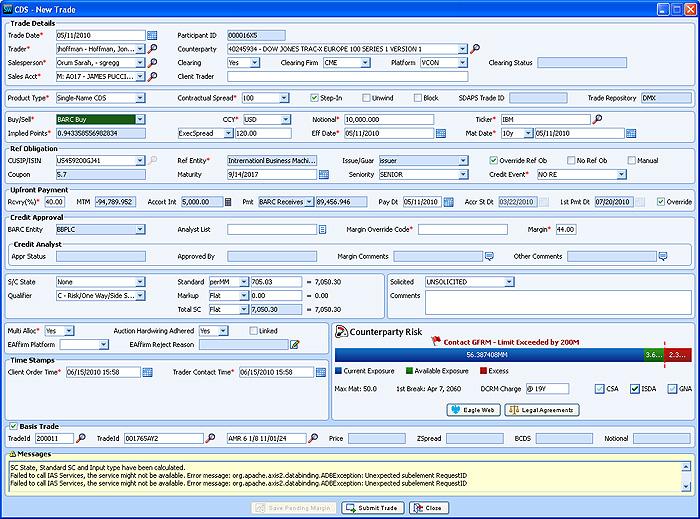 CDS - New Trade
Trade Details
Trade Date* 05/11/2010 Participant ID 000016X5
Trader* jhoffman - Hoffman, Jon... Counterparty 40245934 - DOW JONES TRAC-X EUROPE 100 SERIES 1 VERSION 1
Salesperson* Orum Sarah, - sgregg Clearing Yes Clearing Firm CME Platform VCON Clearing Status
Sales Acct* M: A017 - JAMES PUCCI... Client Trader
Product Type* Single-Name CDS Contractual Spread* 100 Step-In Unwind Block SDAPS Trade ID Trade Repository DMX
Buy/Sell* BARC Buy CCY* USD Notional* 10,000.000 Ticker* IBM
Implied Points* 0.943358556982834 ExecSpread 120.00 Eff Date* 05/11/2010 Mat Date* 10y 05/11/2010
Ref Obligation
CUSIP/ISIN US459200GJ41 Ref Entity* Intrernationl Business Machi... Issue/Guar issuer Override Ref Ob No Ref Ob Manual
Coupon 5.7 Maturity 9/14/2017 Seniority SENIOR Credit Event* NO RE
Upfront Payment
Rcvry(%)* 40.00 MTM -94,789.952 Accort Int 5,000.00 Pmt BARC Receives 89,456.946 Pay Dt 05/11/2010 Accr St Dt 03/22/2010 1st Pmt Dt 07/20/2010 Override
Credit Approval
BARC Entity BBPLC Analyst List Margin Override Code* Margin* 44.00
Credit Analyst
Appr Status Approved By Margin Comments Other Comments
S/C State None Standard perMM 705.03 = 7,050.30 Solicited UNSOLICITED
Qualifier C - Risk/One Way/Side S... Markup Flat 0.00 = 0.00 Comments
Total SC Flat 7,050.30 = 7,050.30
Multi Alloc* Yes Auction Hardwiring Adhered Yes Linked
EAffirm Platform EAffirm Reject Reason
Time Stamps
Client Order Time* 06/15/2010 15:58 Trader Contact Time* 06/15/2010 15:58
Counterparty Risk
Contact GFRM - Limit Exceeded by 200M
56.387408MM 3.6... 2.3...
Current Exposure Available Exposure Excess
Max Mat: 50.0 1st Break: Apr 7, 2060 DCRM Charge @ 19Y CSA ISDA GNA
Eagle Web Legal Agreements
Basis Trade
TradeId 200011 TradeId 001765AY2 AMR 6 1/8 11/01/24 Price ZSpread BCDS Notional
Messages
SC State, Standard SC and Input type have been calculated.
Failed to call IAS Services, the service might not be available. Error message: org.apache.axis2.databinding.ADBException: Unexpected subelement RequestID
Failed to call IAS Services, the service might not be available. Error message: org.apache.axis2.databinding.ADBException: Unexpected subelement RequestID
Save Pending Margin Submit Trade Close